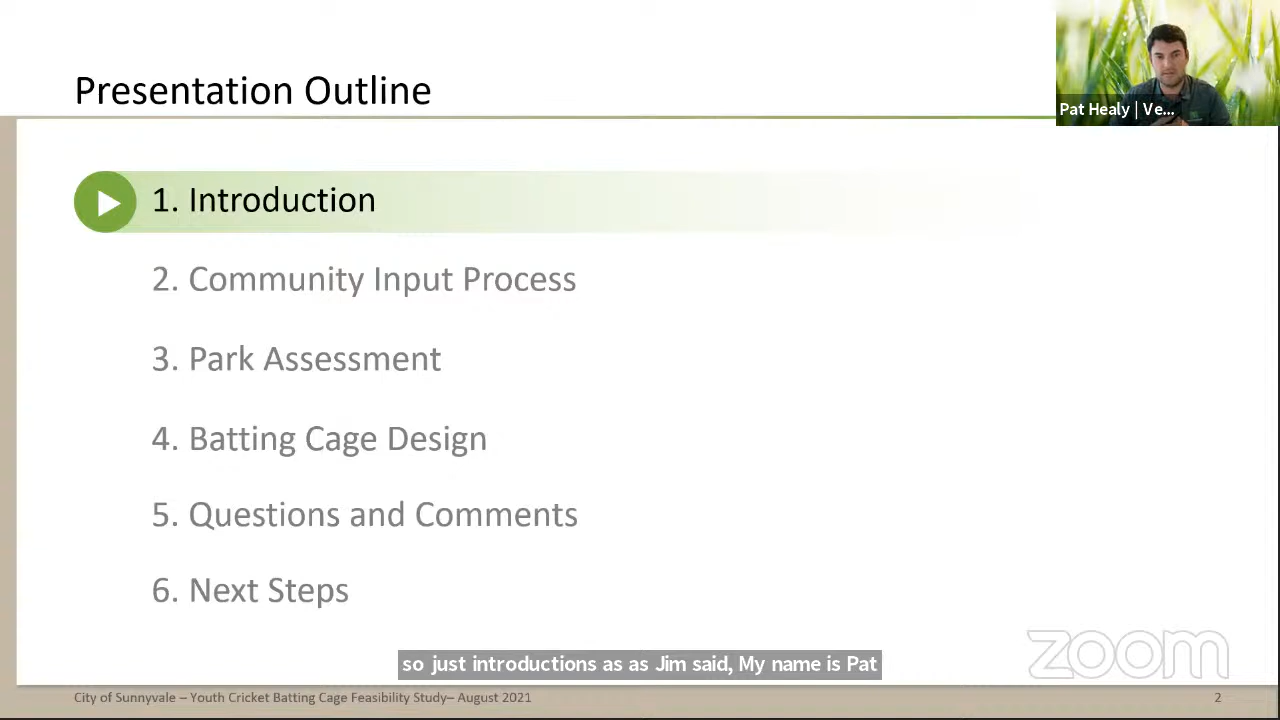 Presentation Outline
Pat Healy | Ve...
1. Introduction
2. Community Input Process
3. Park Assessment
4. Batting Cage Design
5. Questions and Comments
6. Next Steps
zoom
so just introductions as as Jim said, My name is Pat
City of Sunnyvale – Youth Cricket Batting Cage Feasibility Study– August 2021
2